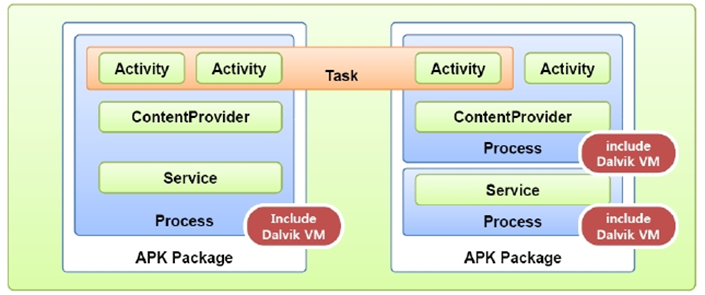 Activity
Activity
Task
Activity
Activity
ContentProvider
ContentProvider
Process
include
Dalvik VM
Service
Service
Process
Include
Dalvik VM
Process
include
Dalvik VM
APK Package
APK Package